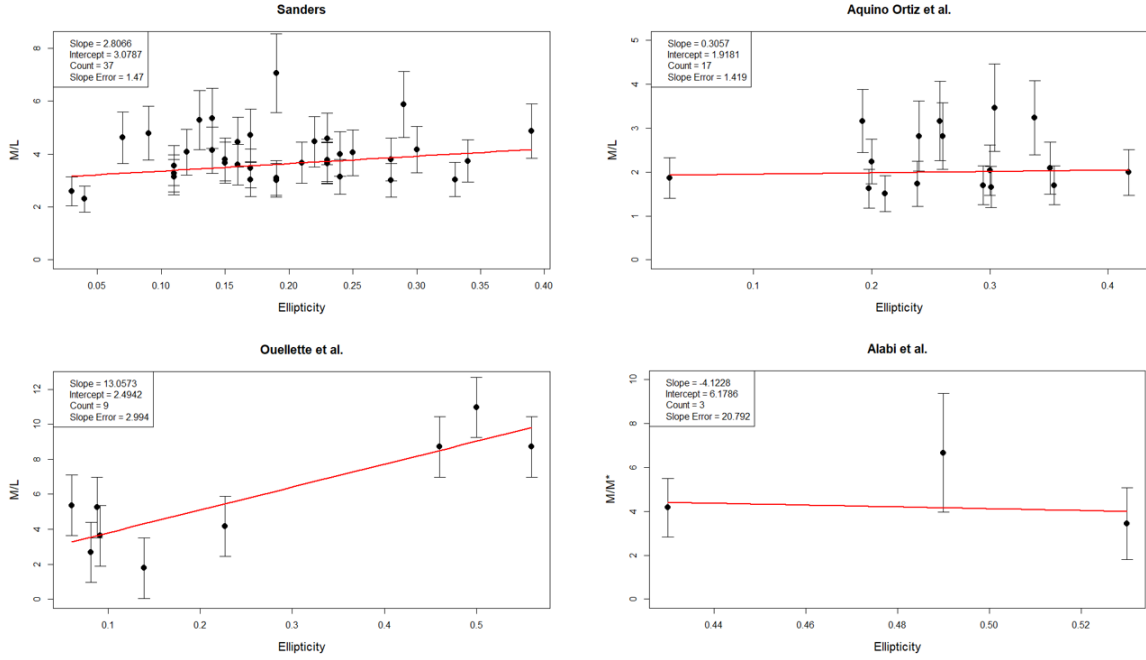 Sanders
Slope = 2.8066
Intercept = 3.0787
Count = 37
Slope Error = 1.47
M/L
0 2 4 6 8
0.05 0.10 0.15 0.20 0.25 0.30 0.35 0.40
Ellipticity
Aquino Ortiz et al.
Slope = 0.3057
Intercept = 1.9181
Count = 17
Slope Error = 1.419
M/L
0 1 2 3 4 5
0.1 0.2 0.3 0.4
Ellipticity
Ouellette et al.
Slope = 13.0573
Intercept = 2.4942
Count = 9
Slope Error = 2.994
M/L
0 2 4 6 8 10 12
0.1 0.2 0.3 0.4 0.5
Ellipticity
Alabi et al.
Slope = -4.1228
Intercept = 6.1786
Count = 3
Slope Error = 20.792
M/M*
0 2 4 6 8 10
0.44 0.46 0.48 0.50 0.52
Ellipticity